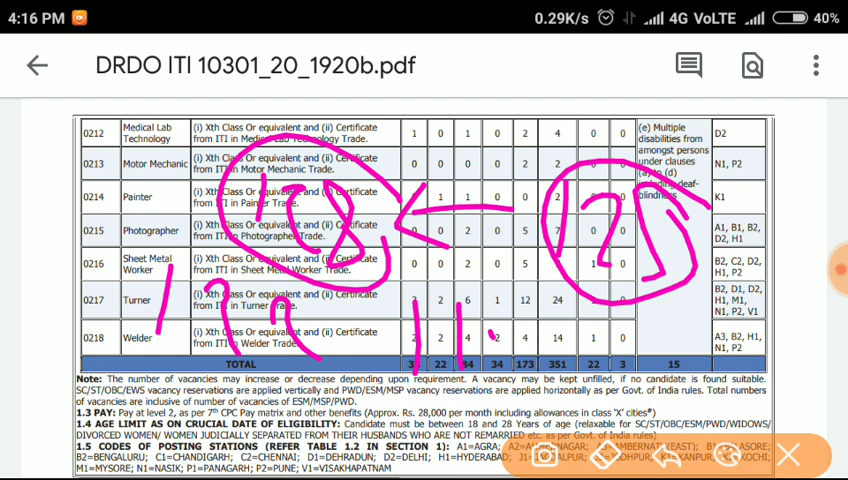 4:16 PM 0.29K/s 4G VoLTE 40%
DRDO ITI 10301_20_1920b.pdf
0212 Medical Lab Technology (i) Xth Class Or equivalent and (ii) Certificate from ITI in Medical Lab Technology Trade. 1 0 1 0 2 4 0 0 (e) Multiple disabilities from amongst persons under clauses (a) to (d) including deaf-blindness D2
0213 Motor Mechanic (i) Xth Class Or equivalent and (ii) Certificate from ITI in Motor Mechanic Trade. 0 0 0 0 2 2 0 0 N1, P2
0214 Painter (i) Xth Class Or equivalent and (ii) Certificate from ITI in Painter Trade. 1 1 0 0 2 0 0 K1
0215 Photographer (i) Xth Class Or equivalent and (ii) Certificate from ITI in Photographer Trade. 0 0 2 0 5 7 0 0 A1, B1, B2, D2, H1
0216 Sheet Metal Worker (i) Xth Class Or equivalent and (ii) Certificate from ITI in Sheet Metal Worker Trade. 0 0 2 0 5 1 0 B2, C2, D2, H1, P2
0217 Turner (i) Xth Class Or equivalent and (ii) Certificate from ITI in Turner Trade. 3 2 6 1 12 24 1 0 B2, D1, D2, H1, M1, N1, P2, V1
0218 Welder (i) Xth Class Or equivalent and (ii) Certificate from ITI in Welder Trade. 2 2 4 2 4 14 1 0 A3, B2, H1, N1, P2
TOTAL 22 34 173 351 22 3 15
Note: The number of vacancies may increase or decrease depending upon requirement. A vacancy may be kept unfilled, if no candidate is found suitable.
SC/ST/OBC/EWS vacancy reservations are applied vertically and PWD/ESM/MSP vacancy reservations are applied horizontally as per Govt. of India rules. Total numbers
of vacancies are inclusive of number of vacancies of ESM/MSP/PWD.
1.3 PAY: Pay at level 2, as per 7th CPC Pay matrix and other benefits (Approx. Rs. 28,000 per month including allowances in class 'X' cities#)
1.4 AGE LIMIT AS ON CRUCIAL DATE OF ELIGIBILITY: Candidate must be between 18 and 28 Years of age (relaxable for SC/ST/OBC/ESM/PWD/WIDOWS/
DIVORCED WOMEN/ WOMEN JUDICIALLY SEPARATED FROM THEIR HUSBANDS WHO ARE NOT REMARRIED etc. as per Govt. of India rules)
1.5 CODES OF POSTING STATIONS (REFER TABLE 1.2 IN SECTION 1): A1=AGRA;
B2=BENGALURU; C1=CHANDIGARH; C2=CHENNAI; D1=DEHRADUN; D2=DELHI; H1=HYDERABAD;
M1=MYSORE; N1=NASIK; P1=PANAGARH; P2=PUNE; V1=VISAKHAPATNAM